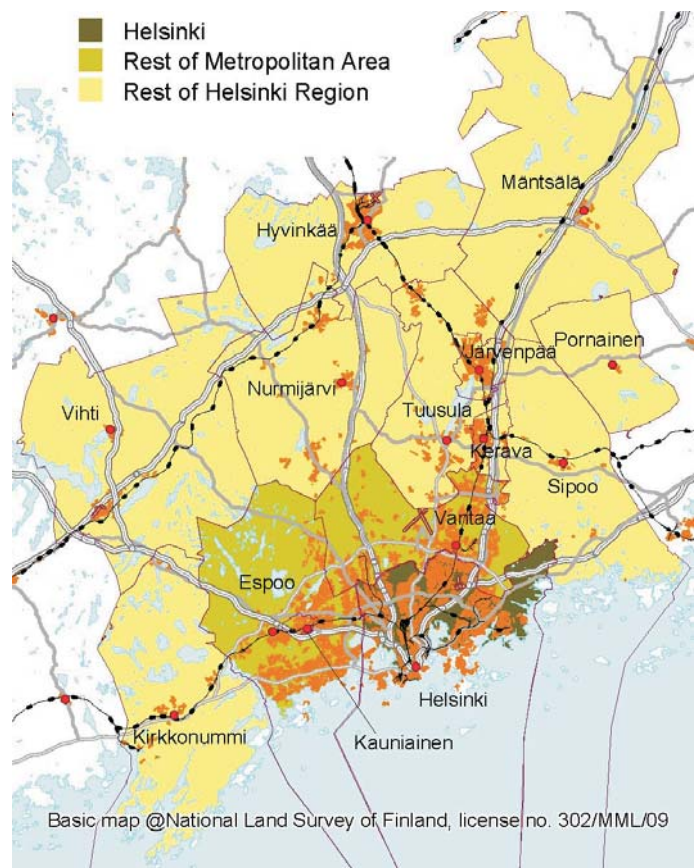 Helsinki
Rest of Metropolitan Area
Rest of Helsinki Region
Mäntsälä
Hyvinkää
Pornainen
Järvenpää
Nurmijärvi
Vihti
Tuusula
Kerava
Sipoo
Vantaa
Espoo
Helsinki
Kirkkonummi
Kauniainen
Basic map @National Land Survey of Finland, license no. 302/MML/09